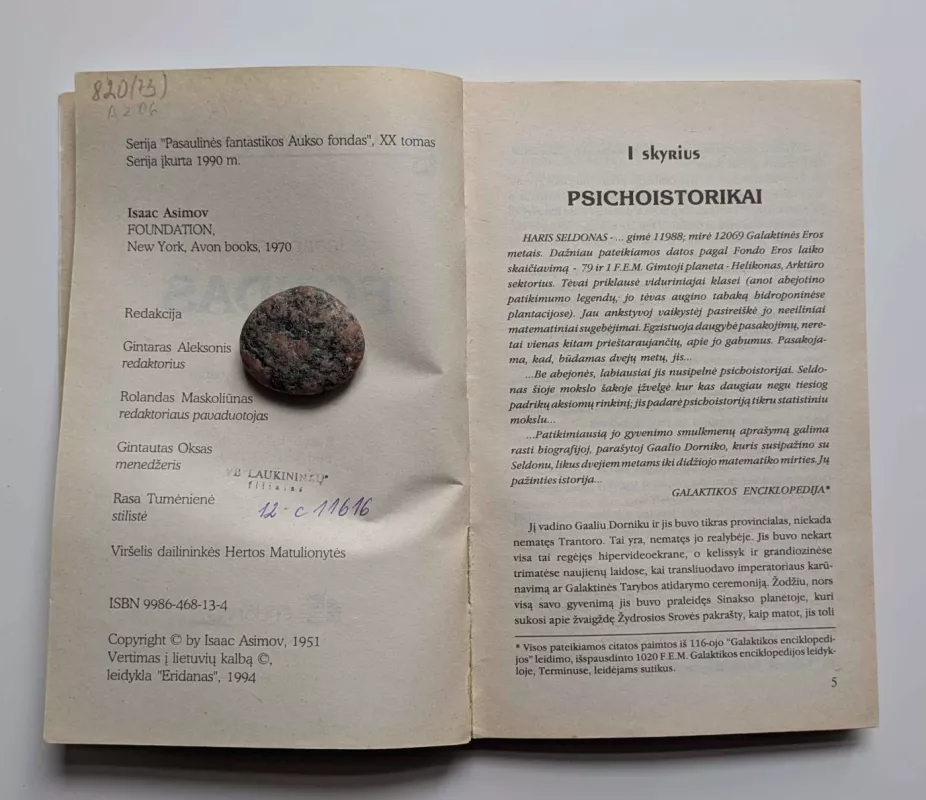 820(73)
Serija "Pasaulinės fantastikos Aukso fondas", XX tomas
Serija įkurta 1990 m.
Isaac Asimov
FOUNDATION,
New York, Avon books, 1970
Redakcija
Gintaras Aleksonis
redaktorius
Rolandas Maskoliūnas
redaktoriaus pavaduotojas
Gintautas Oksas
menedžeris
LAUKININKŲ
filialas
12-c11616
Rasa Tumėnienė
stilistė
Viršelis dailininkės Hertos Matulionytės
ISBN 9986-468-13-4
Copyright © by Isaac Asimov, 1951
Vertimas į lietuvių kalbą ©,
leidykla "Eridanas", 1994
I skyrius
PSICHOISTORIKAI
HARIS SELDONAS - ... gimė 11988; mirė 12069 Galaktinės Eros
metais. Dažniau pateikiamos datos pagal Fondo Eros laiko
skaičiavimą - 79 ir 1 F.E.M. Gimtoji planeta - Helikonas, Arktūro
sektorius. Tėvai priklausė viduriniajai klasei (anot abejotino
patikimumo legendų, jo tėvas augino tabaką hidroponinėse
plantacijose). Jau ankstyvoj vaikystėj pasireiškė jo neeiliniai
matematiniai sugebėjimai. Egzistuoja daugybė pasakojimų, nere-
tai vienas kitam prieštaraujančių, apie jo gabumus. Pasakoja-
ma, kad, būdamas dvejų metų, jis...
...Be abejonės, labiausiai jis nusipelnė psichoistorijai. Seldo-
nas šioje mokslo šakoje įžvelgė kur kas daugiau negu tiesiog
padrikų aksiomų rinkinį; jis padarė psichoistoriją tikru statistiniu
mokslu...
...Patikimiausią jo gyvenimo smulkmenų aprašymą galima
rasti biografijoj, parašytoj Gaalio Dorniko, kuris susipažino su
Seldonu, likus dvejiem metams iki didžiojo matematiko mirties. Jų
pažinties istorija...
GALAKTIKOS ENCIKLOPEDIJA*
Jį vadino Gaaliu Dorniku ir jis buvo tikras provincialas, niekada
nematęs Trantoro. Tai yra, nematęs jo realybėje. Jis buvo nekart
visa tai regėjęs hipervideoekrane, o kelissyk ir grandiozinėse
trimatėse naujienų laidose, kai transliuodavo imperatoriaus karū-
navimą ar Galaktinės Tarybos atidarymo ceremoniją. Žodžiu, nors
visą savo gyvenimą jis buvo praleidęs Sinakso planetoje, kuri
sukosi apie žvaigždę Žydrosios Srovės pakrašty, kaip matot, jis toli
* Visos pateikiamos citatos paimtos iš 116-ojo "Galaktikos enciklopedi-
jos" leidimo, išspausdinto 1020 F.E.M. Galaktikos enciklopedijos leidyk-
loje, Terminuse, leidėjams sutikus.
5